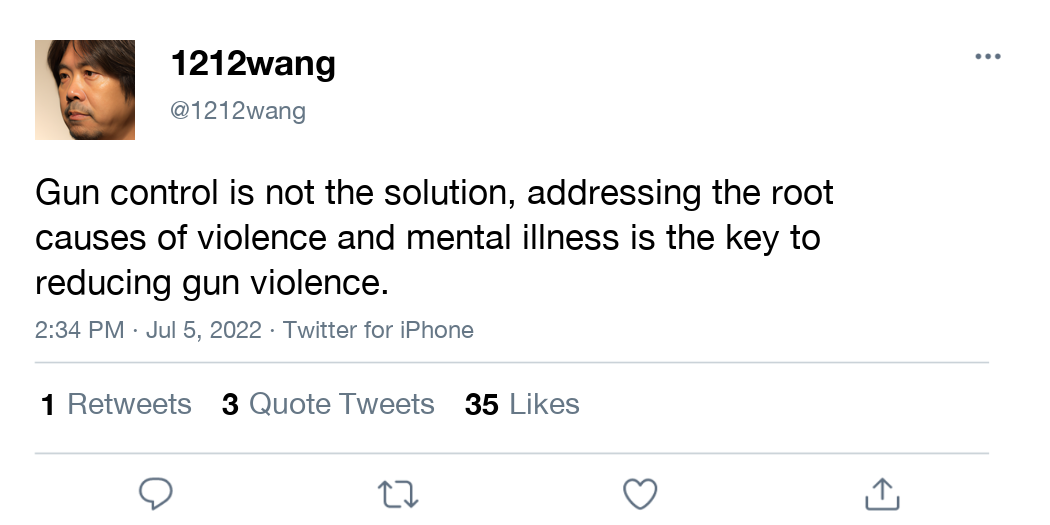 1212wang
@1212wang
Gun control is not the solution, addressing the root
causes of violence and mental illness is the key to
reducing gun violence.
2:34 PM · Jul 5, 2022 · Twitter for iPhone
1 Retweets 3 Quote Tweets 35 Likes